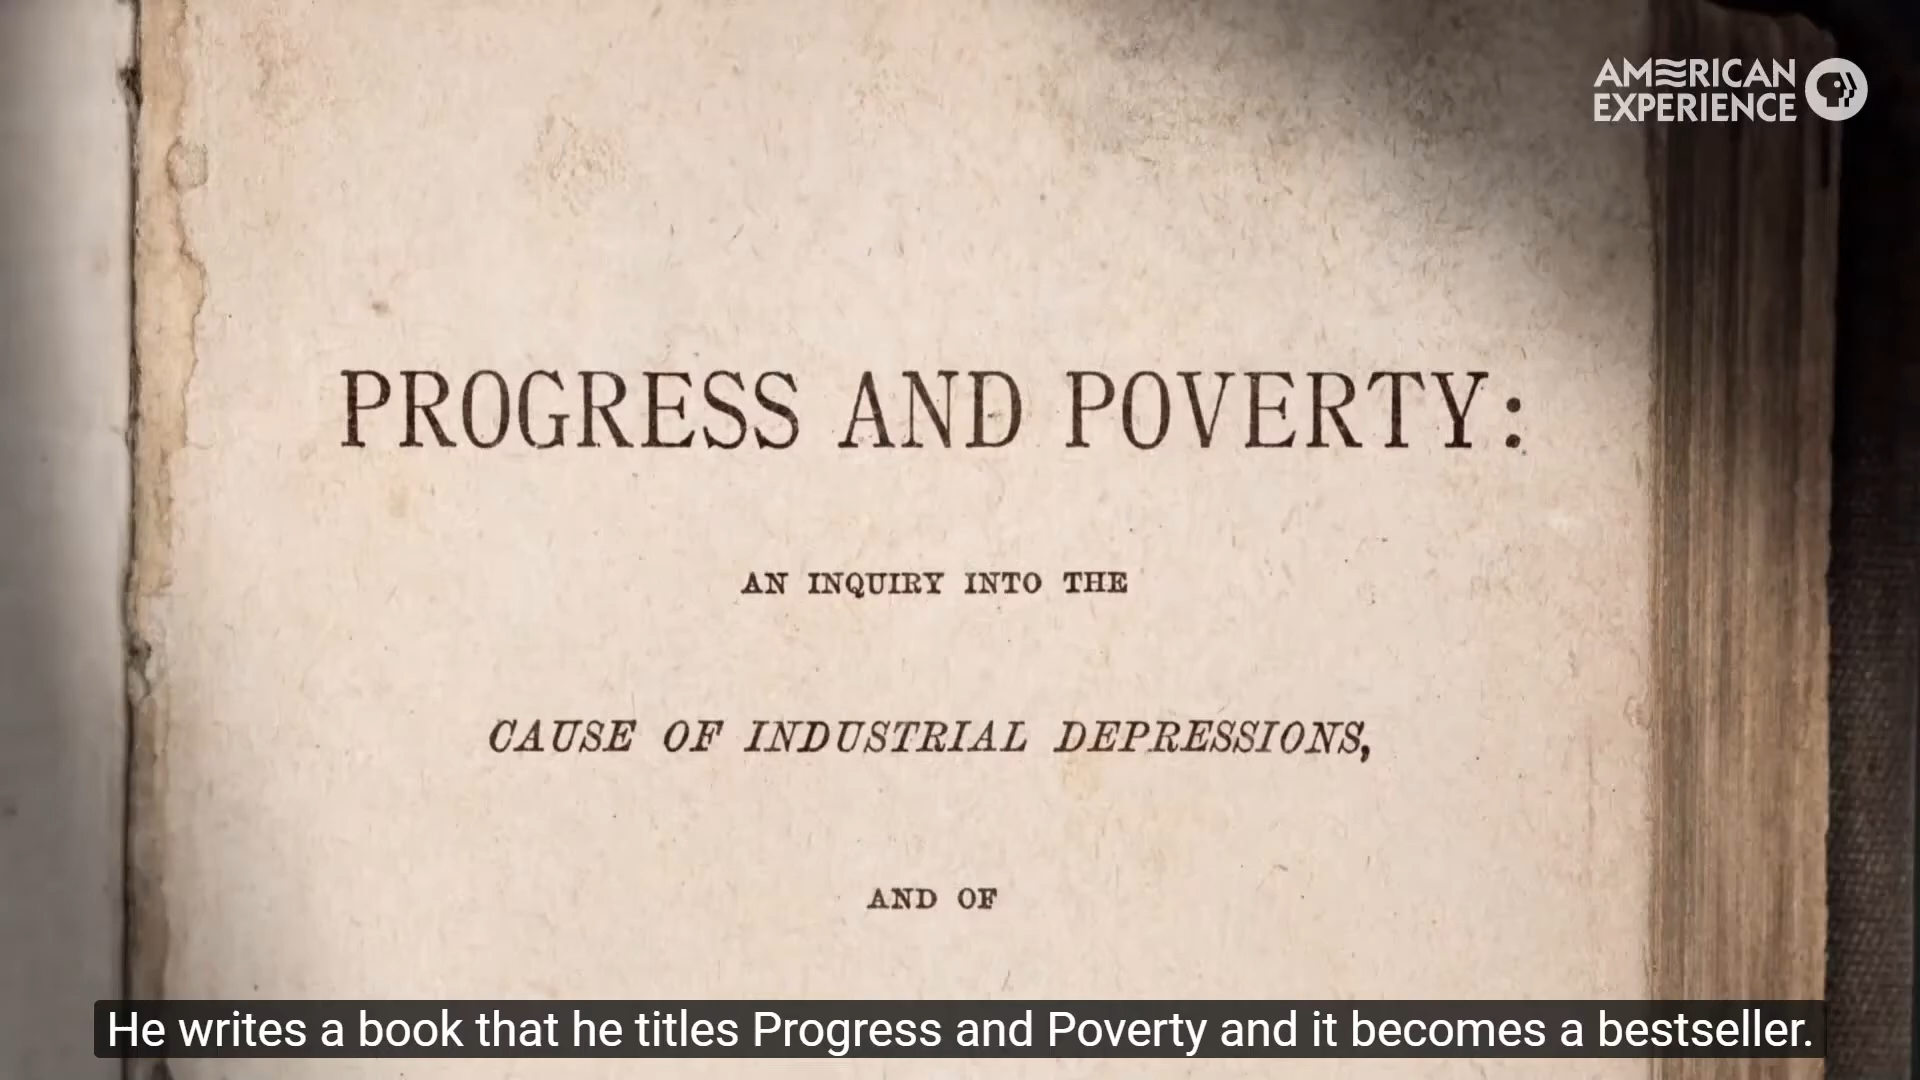 AMERICAN
EXPERIENCE
PROGRESS AND POVERTY:
AN INQUIRY INTO THE
CAUSE OF INDUSTRIAL DEPRESSIONS,
AND OF
He writes a book that he titles Progress and Poverty and it becomes a bestseller.